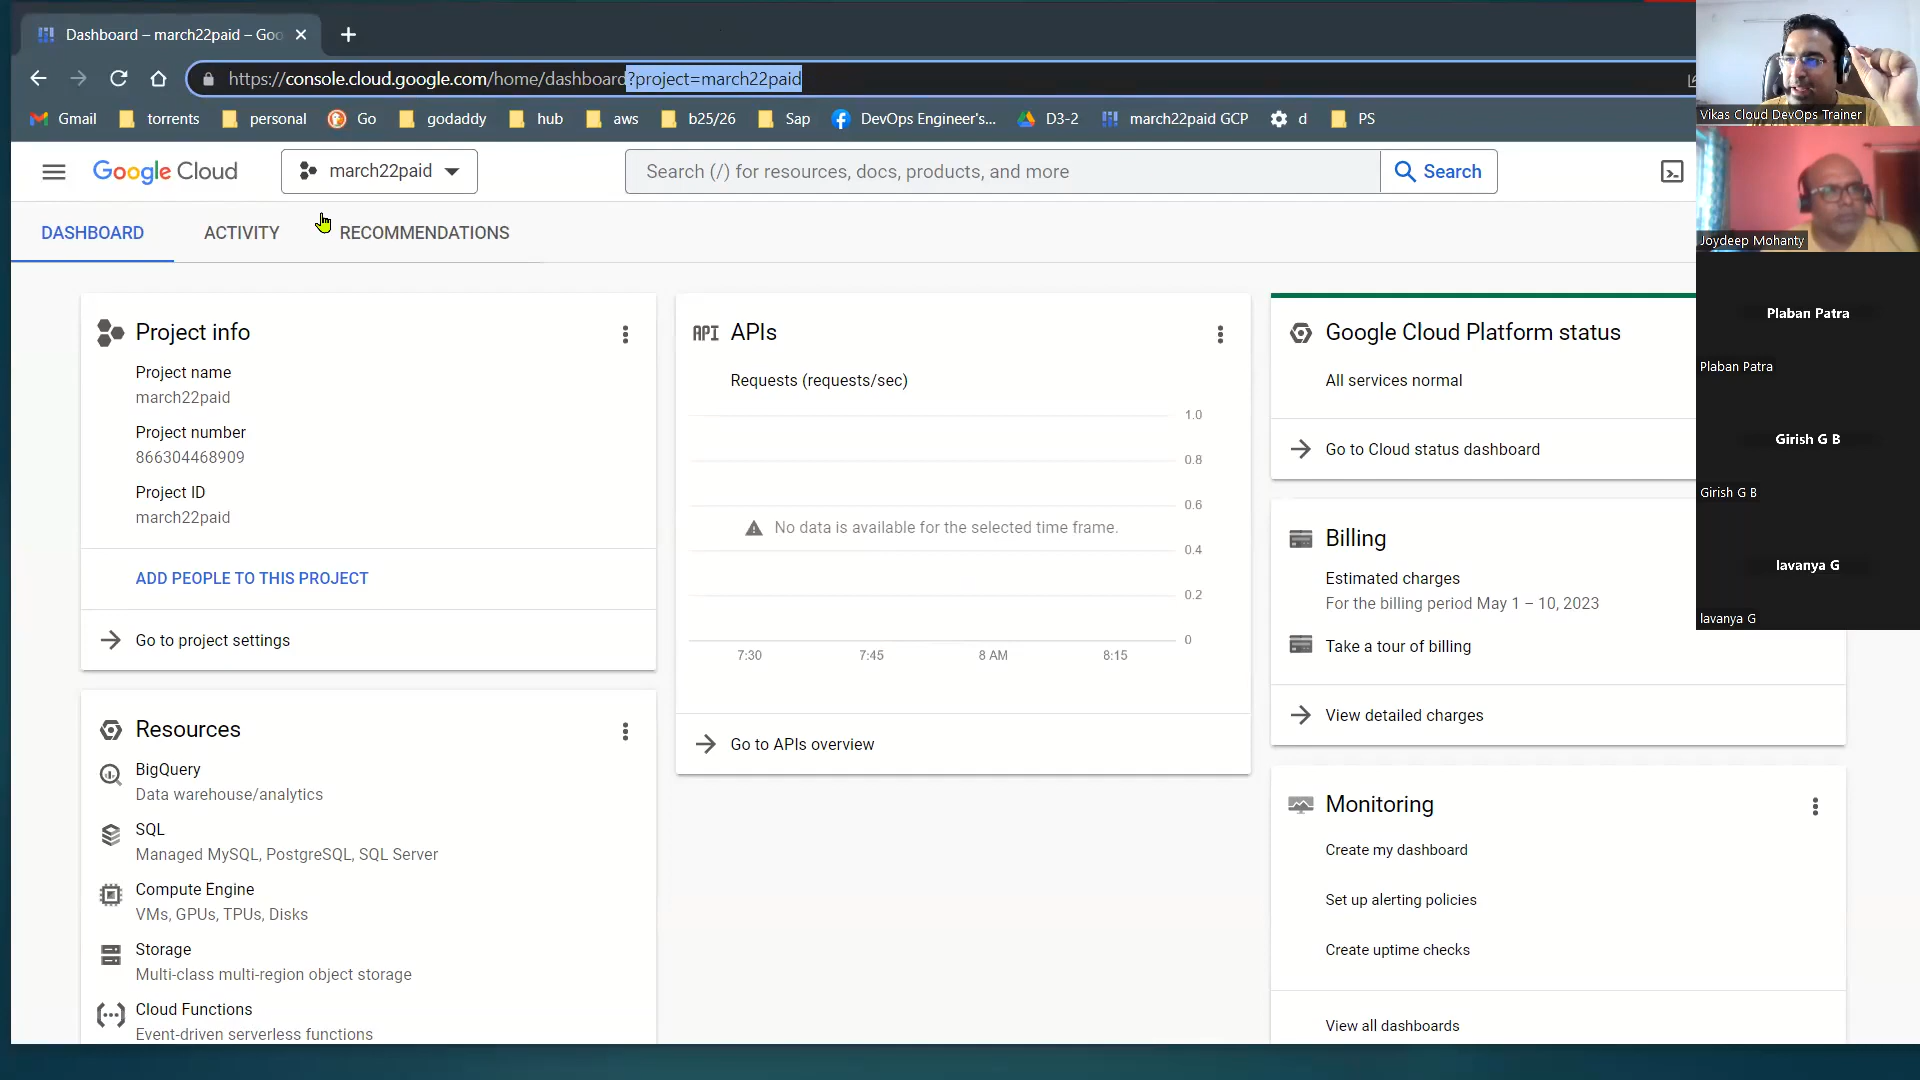 Dashboard – march22paid – Goo
https://console.cloud.google.com/home/dashboard?project=march22paid
Gmail
torrents
personal
Go
godaddy
hub
aws
b25/26
Sap
DevOps Engineer's...
D3-2
march22paid GCP
d
PS
Google Cloud
march22paid
Search (/) for resources, docs, products, and more
Search
DASHBOARD
ACTIVITY
RECOMMENDATIONS
Project info
Project name
march22paid
Project number
866304468909
Project ID
march22paid
ADD PEOPLE TO THIS PROJECT
Go to project settings
Resources
BigQuery
Data warehouse/analytics
SQL
Managed MySQL, PostgreSQL, SQL Server
Compute Engine
VMs, GPUs, TPUs, Disks
Storage
Multi-class multi-region object storage
Cloud Functions
Event-driven serverless functions
API APIs
Requests (requests/sec)
1.0
0.8
0.6
No data is available for the selected time frame.
0.4
0.2
0
7:30
7:45
8 AM
8:15
Go to APIs overview
Google Cloud Platform status
All services normal
Go to Cloud status dashboard
Billing
Estimated charges
For the billing period May 1 – 10, 2023
Take a tour of billing
View detailed charges
Monitoring
Create my dashboard
Set up alerting policies
Create uptime checks
View all dashboards
Vikas Cloud DevOps Trainer
Joydeep Mohanty
Plaban Patra
Plaban Patra
Girish G B
Girish G B
lavanya G
lavanya G